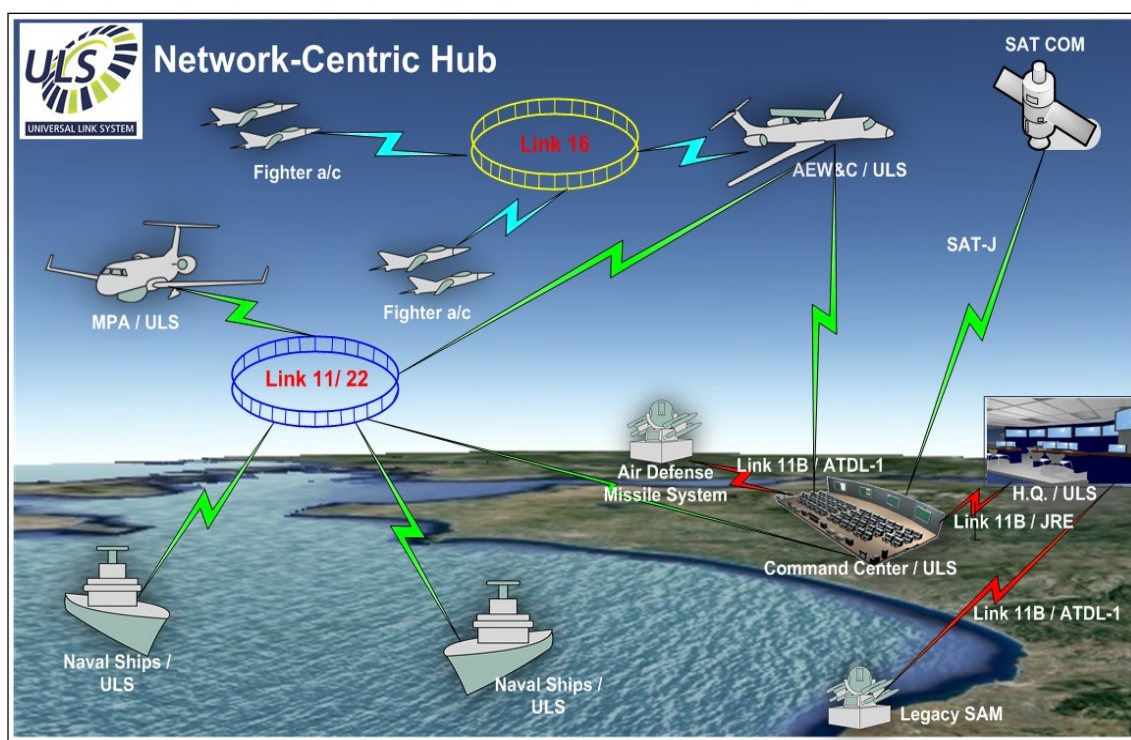 ULS
UNIVERSAL LINK SYSTEM
Network-Centric Hub
SAT COM
Link 16
Fighter a/c
AEW&C / ULS
SAT-J
MPA / ULS
Fighter a/c
Link 11/ 22
Air Defense
Missile System
Link 11B / ATDL-1
H.Q. / ULS
Link 11B / JRE
Command Center / ULS
Link 11B / ATDL-1
Naval Ships /
ULS
Naval Ships /
ULS
Legacy SAM